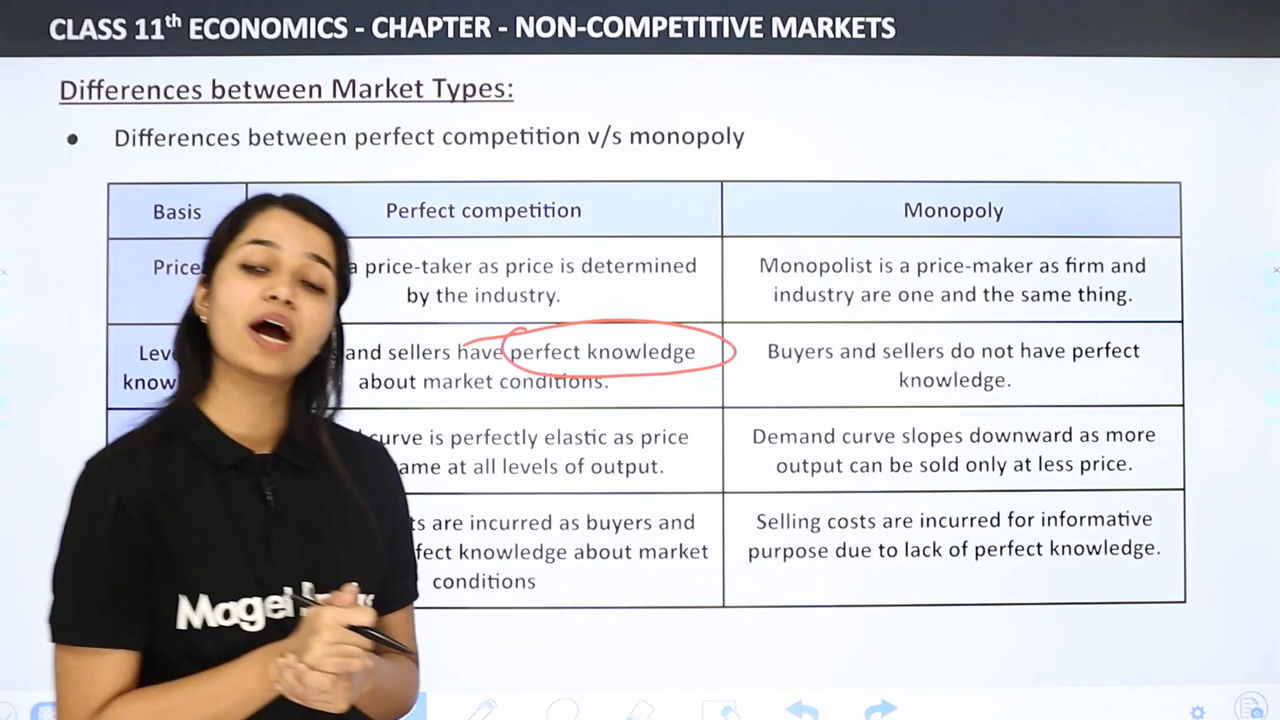 CLASS 11th ECONOMICS - CHAPTER - NON-COMPETITIVE MARKETS
Differences between Market Types:
• Differences between perfect competition v/s monopoly
Basis Perfect competition Monopoly
Price
a price-taker as price is determined
by the industry.
Monopolist is a price-maker as firm and
industry are one and the same thing.
and sellers have perfect knowledge
about market conditions.
Buyers and sellers do not have perfect
knowledge.
curve is perfectly elastic as price
at all levels of output.
Demand curve slopes downward as more
output can be sold only at less price.
are incurred as buyers and
knowledge about market
conditions
Selling costs are incurred for informative
purpose due to lack of perfect knowledge.